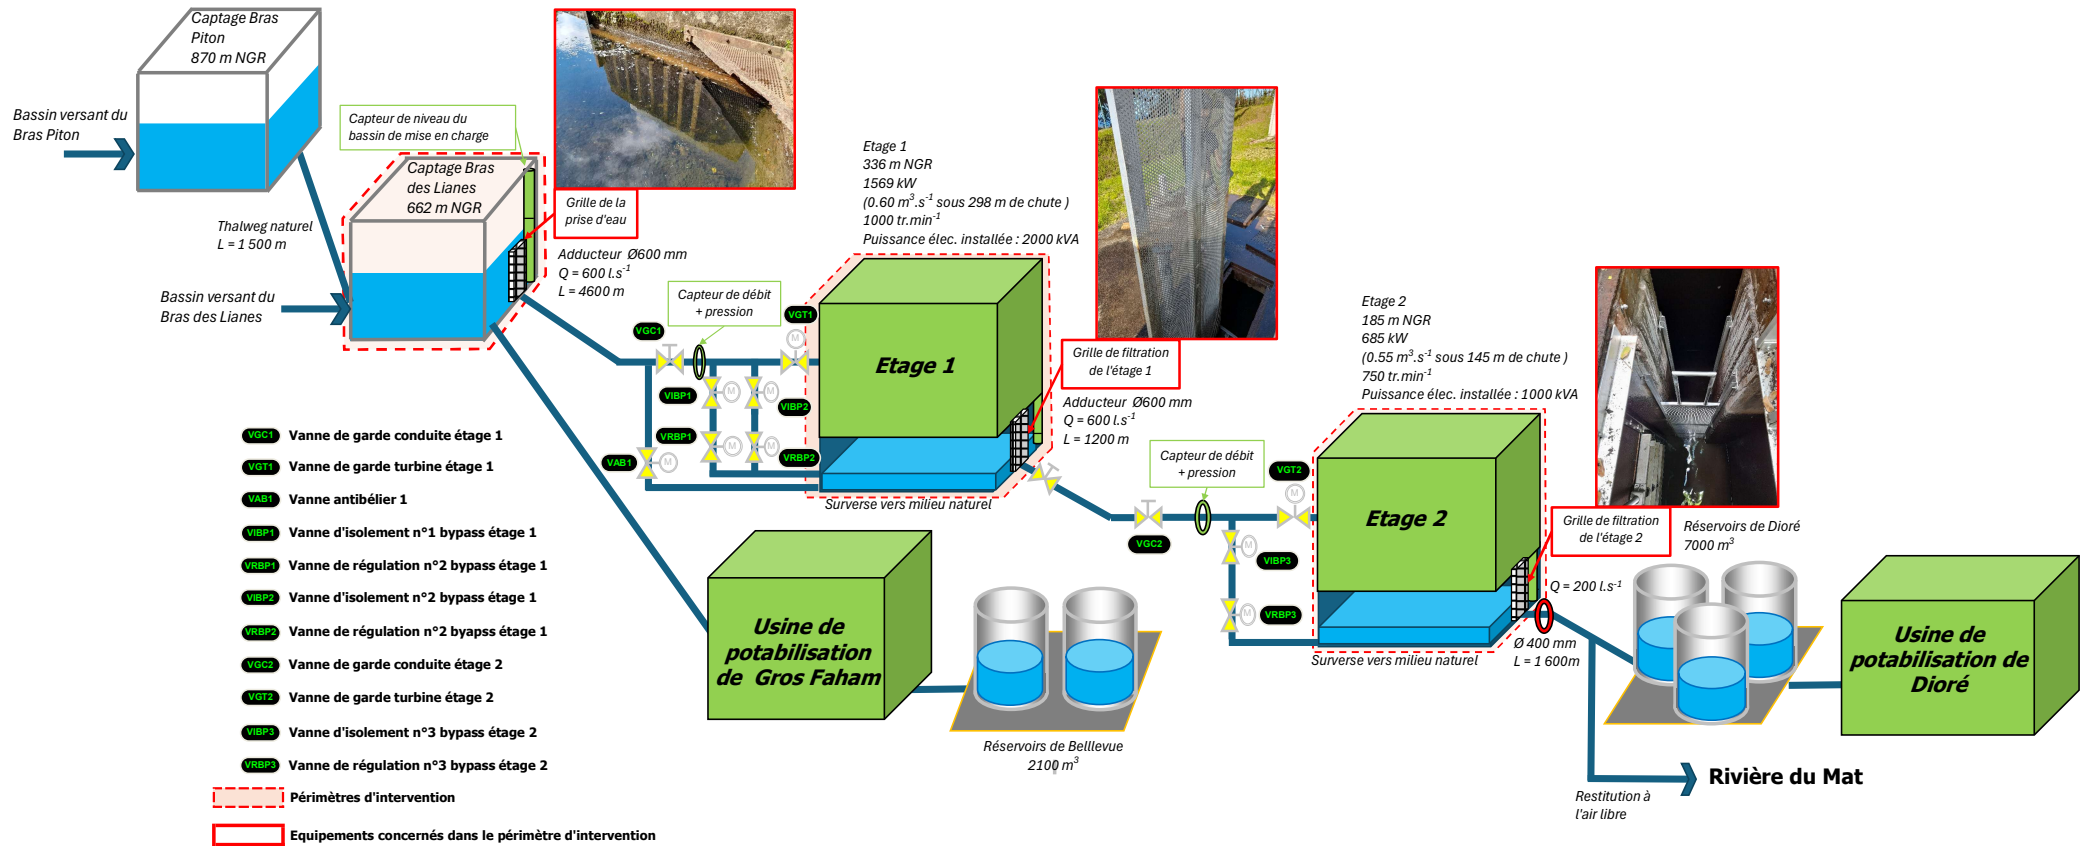 Captage Bras
Piton
870 m NGR
Bassin versant du
Bras Piton
Capteur de niveau du
bassin de mise en charge
Captage Bras
des Lianes
662 m NGR
Grille de la
prise d'eau
Thalweg naturel
L = 1 500 m
Bassin versant du
Bras des Lianes
Adducteur Ø600 mm
Q = 600 l.s-1
L = 4600 m
Capteur de débit
+ pression
Etage 1
336 m NGR
1569 kW
(0.60 m3.s-1 sous 298 m de chute )
1000 tr.min-1
Puissance élec. installée : 2000 kVA
VGC1
VGT1
M
VIBP1
M
M
VIBP2
VRBP1
M
M
VRBP2
VAB1
M
Etage 1
Surverse vers milieu naturel
Grille de filtration
de l'étage 1
Adducteur Ø600 mm
Q = 600 l.s-1
L = 1200 m
Capteur de débit
+ pression
Etage 2
185 m NGR
685 kW
(0.55 m3.s-1 sous 145 m de chute )
750 tr.min-1
Puissance élec. installée : 1000 kVA
VGT2
M
VGC2
M
VIBP3
M
VRBP3
Etage 2
Surverse vers milieu naturel
Grille de filtration
de l'étage 2
Q = 200 l.s-1
Ø 400 mm
L = 1 600m
Réservoirs de Dioré
7000 m3
Usine de
potabilisation de
Dioré
Rivière du Mat
Restitution à
l'air libre
Usine de
potabilisation
de Gros Faham
Réservoirs de Belllevue
2100 m3
VGC1 Vanne de garde conduite étage 1
VGT1 Vanne de garde turbine étage 1
VAB1 Vanne antibélier 1
VIBP1 Vanne d'isolement n°1 bypass étage 1
VRBP1 Vanne de régulation n°2 bypass étage 1
VIBP2 Vanne d'isolement n°2 bypass étage 1
VRBP2 Vanne de régulation n°2 byapss étage 1
VGC2 Vanne de garde conduite étage 2
VGT2 Vanne de garde turbine étage 2
VIBP3 Vanne d'isolement n°3 bypass étage 2
VRBP3 Vanne de régulation n°3 bypass étage 2
Périmètres d'intervention
Equipements concernés dans le périmètre d'intervention